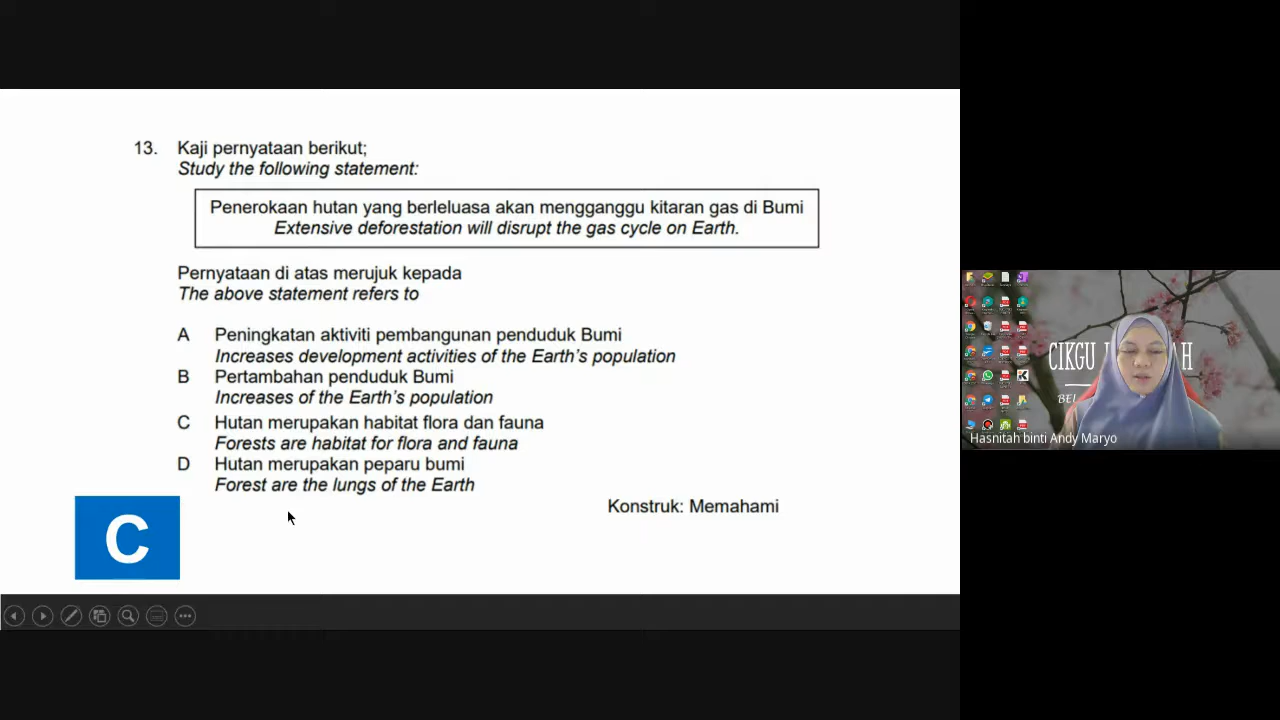 13. Kaji pernyataan berikut;
Study the following statement:
Penerokaan hutan yang berleluasa akan mengganggu kitaran gas di Bumi
Extensive deforestation will disrupt the gas cycle on Earth.
Pernyataan di atas merujuk kepada
The above statement refers to
A Peningkatan aktiviti pembangunan penduduk Bumi
Increases development activities of the Earth's population
B Pertambahan penduduk Bumi
Increases of the Earth's population
C Hutan merupakan habitat flora dan fauna
Forests are habitat for flora and fauna
D Hutan merupakan peparu bumi
Forest are the lungs of the Earth
Konstruk: Memahami
C
CIKGU
Hasnitah binti Andy Maryo